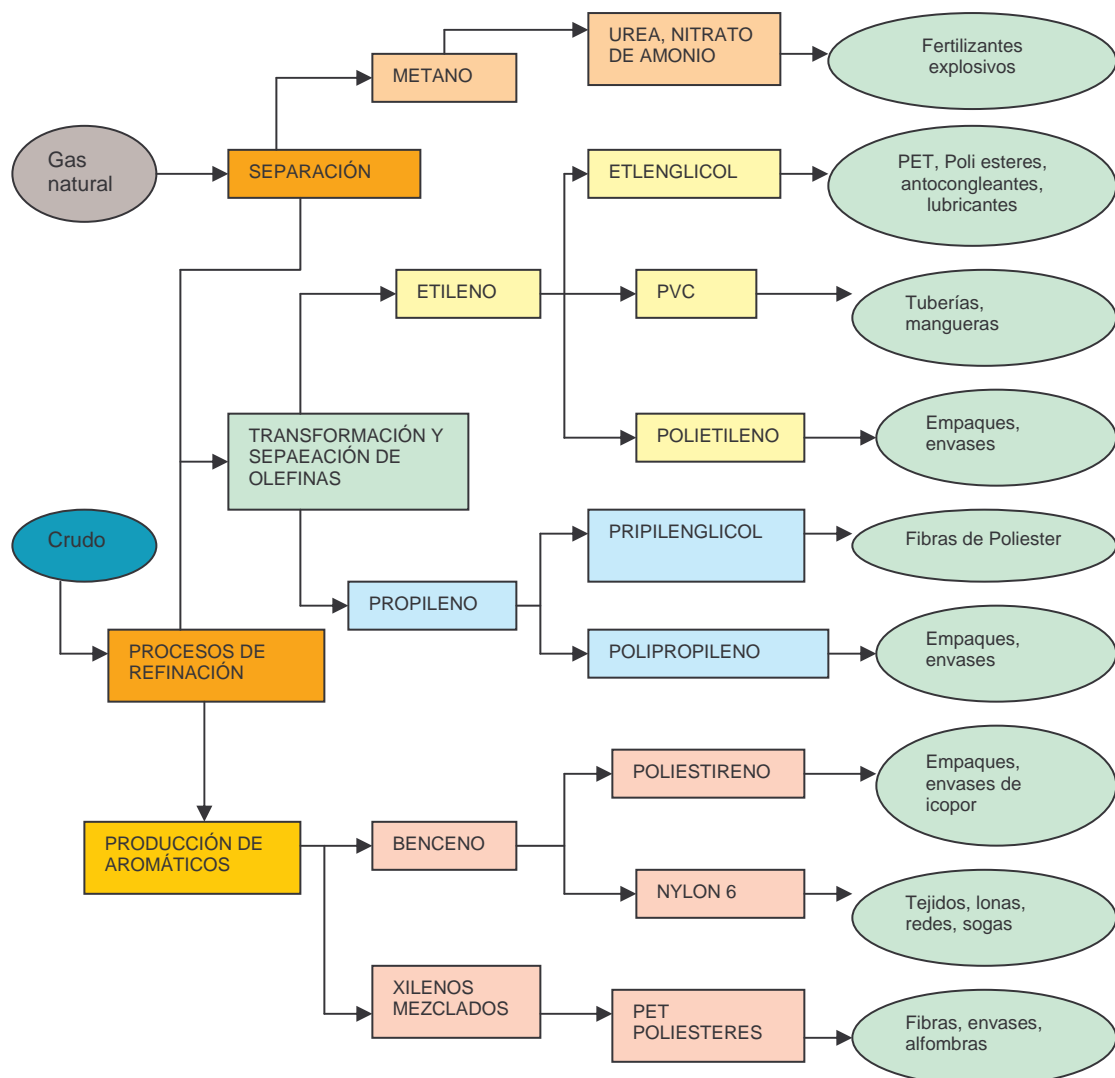 UREA, NITRATO
DE AMONIO
Fertilizantes
explosivos
METANO
Gas
natural
SEPARACIÓN
ETLENGLICOL
PET, Poli esteres,
antocongleantes,
lubricantes
ETILENO
PVC
Tuberías,
mangueras
TRANSFORMACIÓN Y
SEPAEACIÓN DE
OLEFINAS
POLIETILENO
Empaques,
envases
Crudo
PRIPILENGLICOL
Fibras de Poliester
PROPILENO
PROCESOS DE
REFINACIÓN
POLIPROPILENO
Empaques,
envases
POLIESTIRENO
Empaques,
envases de
icopor
PRODUCCIÓN DE
AROMÁTICOS
BENCENO
NYLON 6
Tejidos, lonas,
redes, sogas
XILENOS
MEZCLADOS
PET
POLIESTERES
Fibras, envases,
alfombras